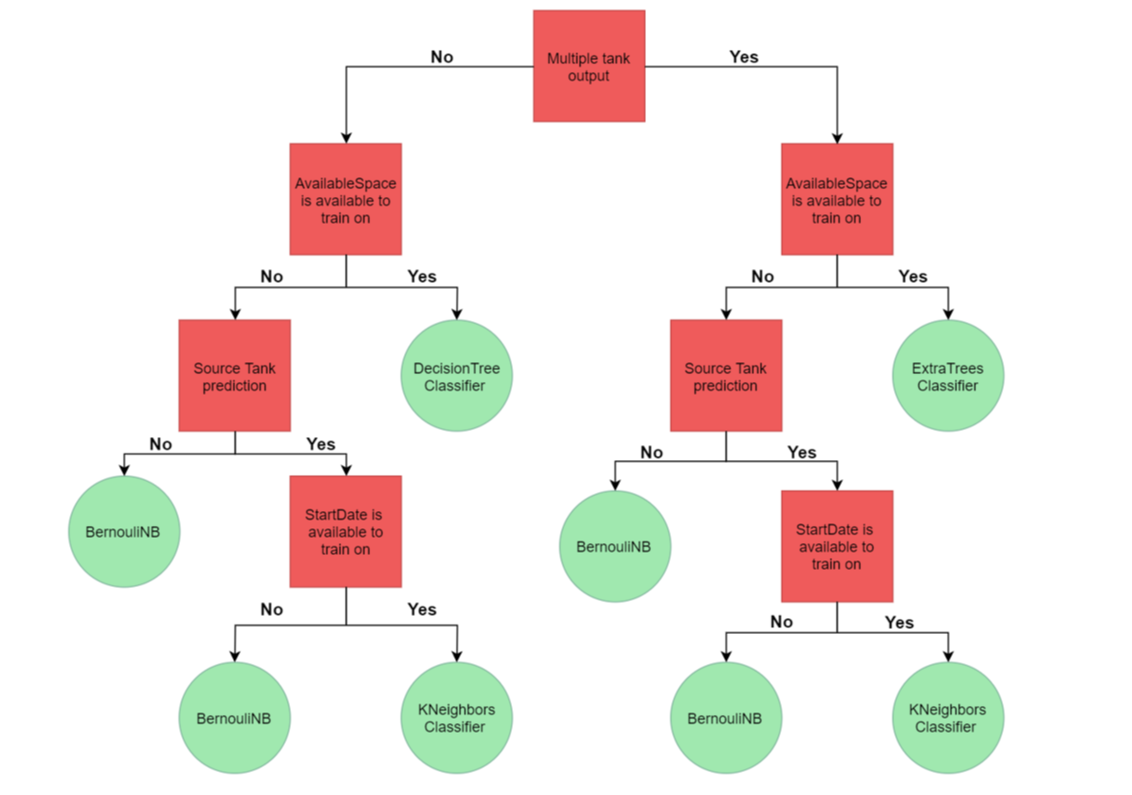 No
Yes
Multiple tank
output
AvailableSpace
is available to
train on
AvailableSpace
is available to
train on
No
Yes
No
Yes
Source Tank
prediction
DecisionTree
Classifier
Source Tank
prediction
ExtraTrees
Classifier
No
Yes
No
Yes
BernouliNB
StartDate is
available to
train on
BernouliNB
StartDate is
available to
train on
No
Yes
No
Yes
BernouliNB
KNeighbors
Classifier
BernouliNB
KNeighbors
Classifier